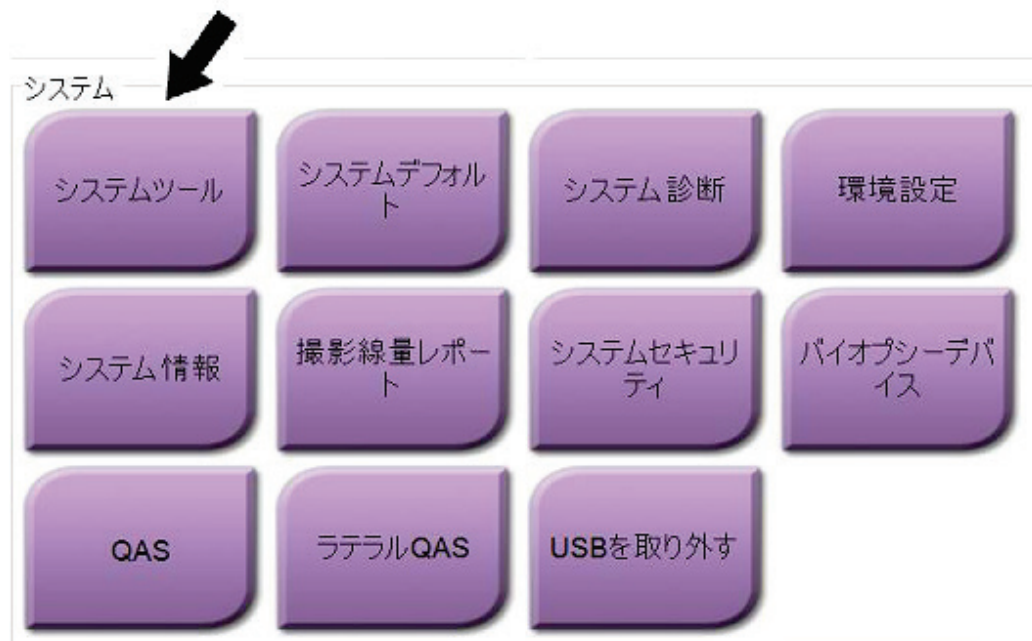 システム
システムツール
システムデフォル
ト
システム診断
環境設定
システム情報
撮影線量レポー
ト
システムセキュリ
ティ
バイオプシーデバ
イス
QAS
ラテラルQAS
USBを取り外す